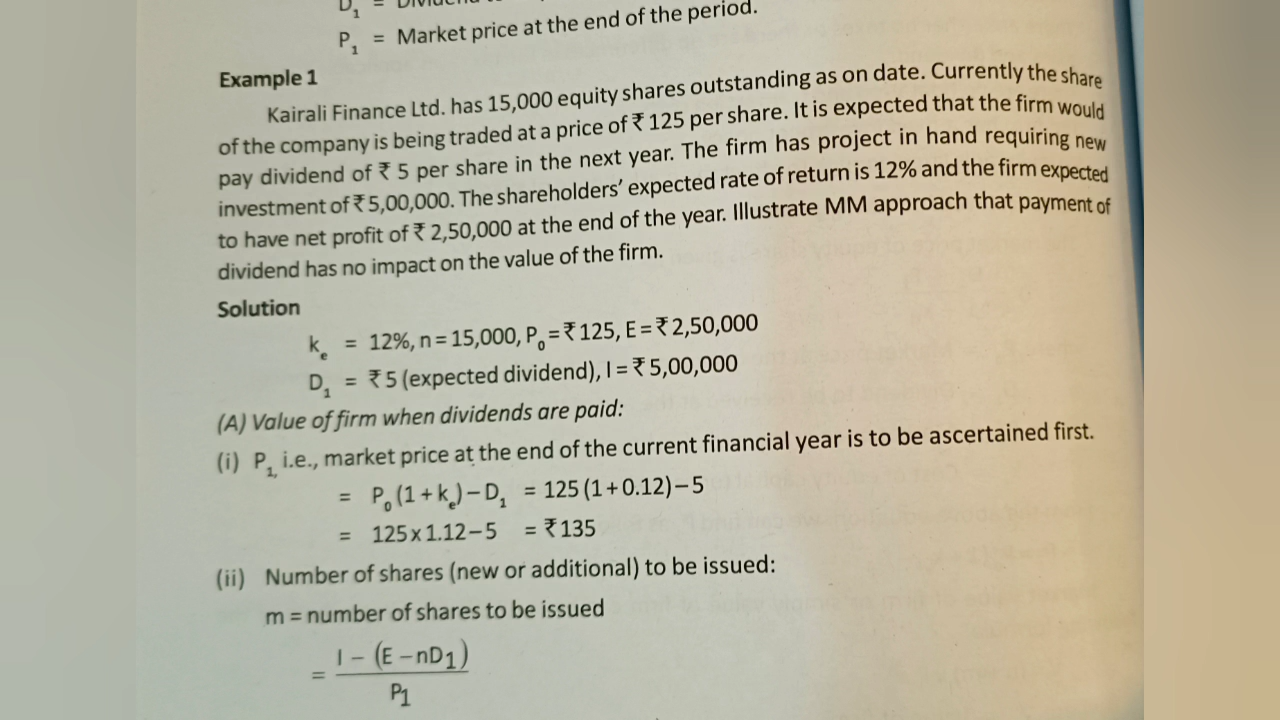 D₁ =
P₁ = Market price at the end of the period.
Example 1
Kairali Finance Ltd. has 15,000 equity shares outstanding as on date. Currently the share
of the company is being traded at a price of ₹ 125 per share. It is expected that the firm would
pay dividend of ₹ 5 per share in the next year. The firm has project in hand requiring new
investment of ₹ 5,00,000. The shareholders' expected rate of return is 12% and the firm expected
to have net profit of ₹ 2,50,000 at the end of the year. Illustrate MM approach that payment of
dividend has no impact on the value of the firm.
Solution
kₑ = 12%, n = 15,000, P₀ = ₹ 125, E = ₹ 2,50,000
D₁ = ₹ 5 (expected dividend), I = ₹ 5,00,000
(A) Value of firm when dividends are paid:
(i) P₁, i.e., market price at the end of the current financial year is to be ascertained first.
= P₀ (1 + kₑ) – D₁ = 125 (1 + 0.12) – 5
= 125 x 1.12 – 5 = ₹ 135
(ii) Number of shares (new or additional) to be issued:
m = number of shares to be issued
= I – (E – nD1)
P1